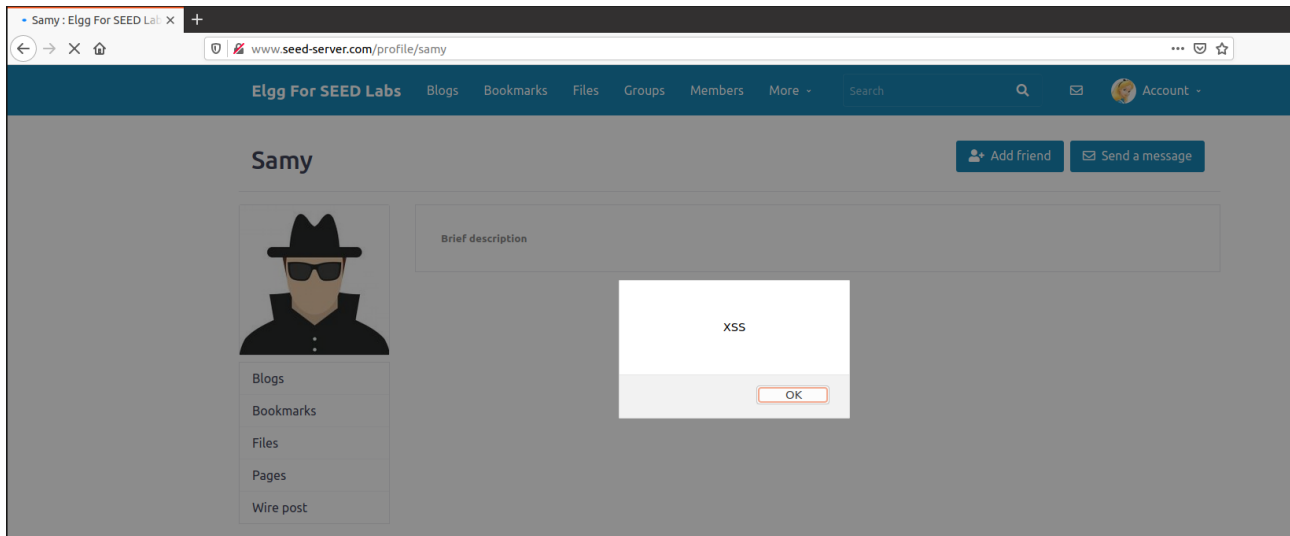 Samy : Elgg For SEED Lab
www.seed-server.com/profile/samy
Elgg For SEED Labs Blogs Bookmarks Files Groups Members More Search Account
Samy
Add friend Send a message
Brief description
XSS
OK
Blogs
Bookmarks
Files
Pages
Wire post